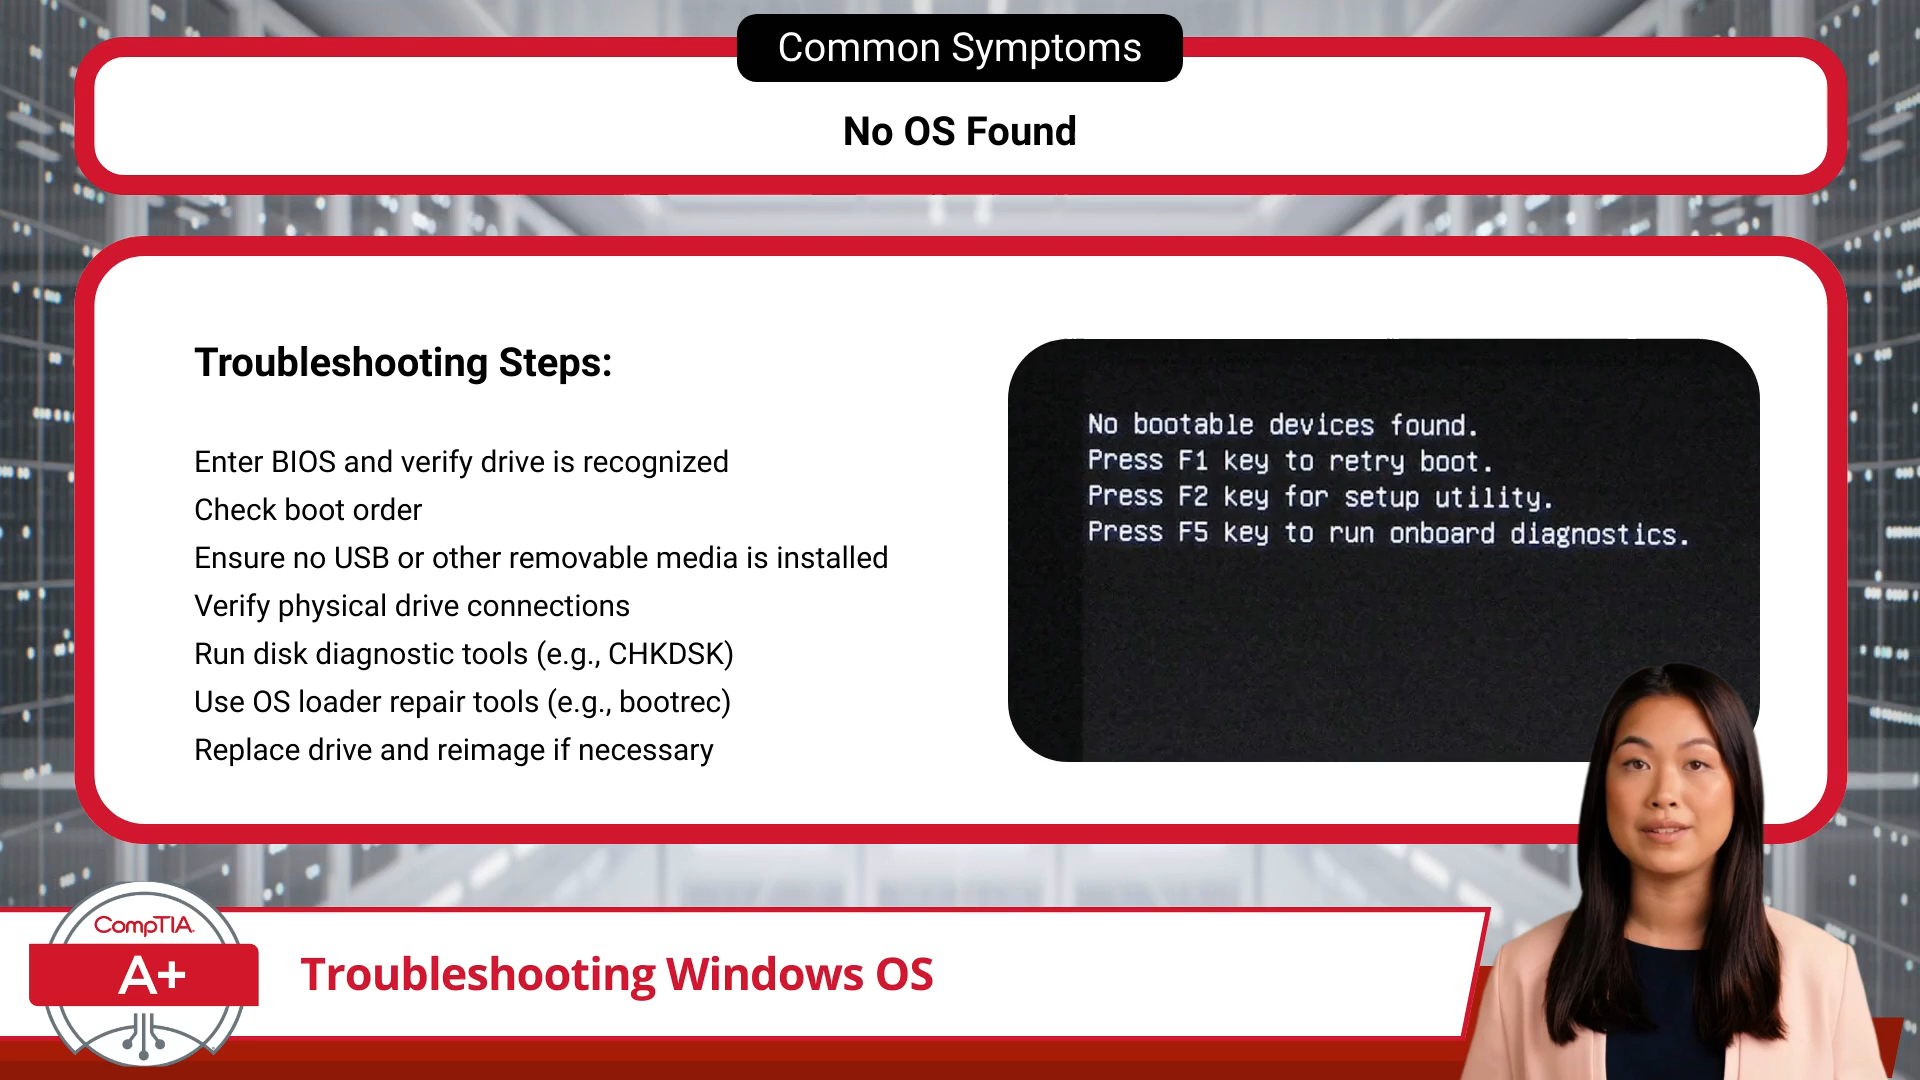 Common Symptoms
No OS Found
Troubleshooting Steps:
Enter BIOS and verify drive is recognized
Check boot order
Ensure no USB or other removable media is installed
Verify physical drive connections
Run disk diagnostic tools (e.g., CHKDSK)
Use OS loader repair tools (e.g., bootrec)
Replace drive and reimage if necessary
No bootable devices found.
Press F1 key to retry boot.
Press F2 key for setup utility.
Press F5 key to run onboard diagnostics.
CompTIA
A+
Troubleshooting Windows OS